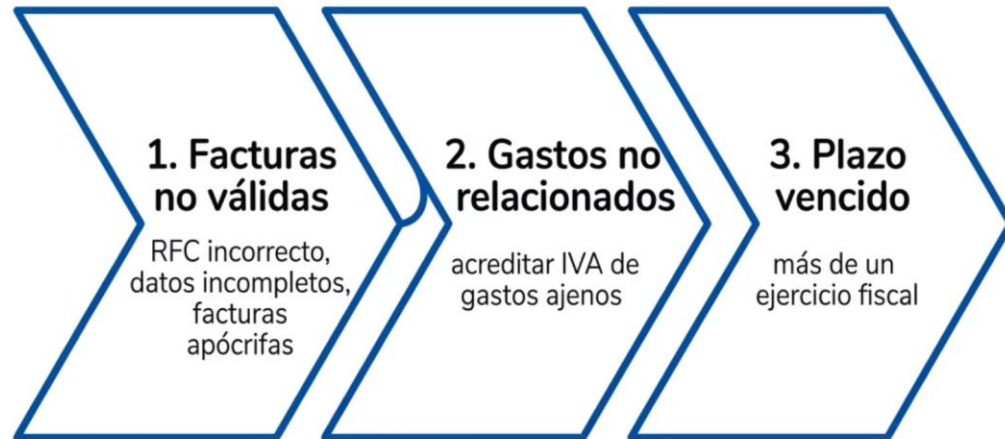 1. Facturas
no válidas
RFC incorrecto,
datos incompletos,
facturas
apócrifas
2. Gastos no
relacionados
acreditar IVA de
gastos ajenos
3. Plazo
vencido
más de un
ejercicio fiscal